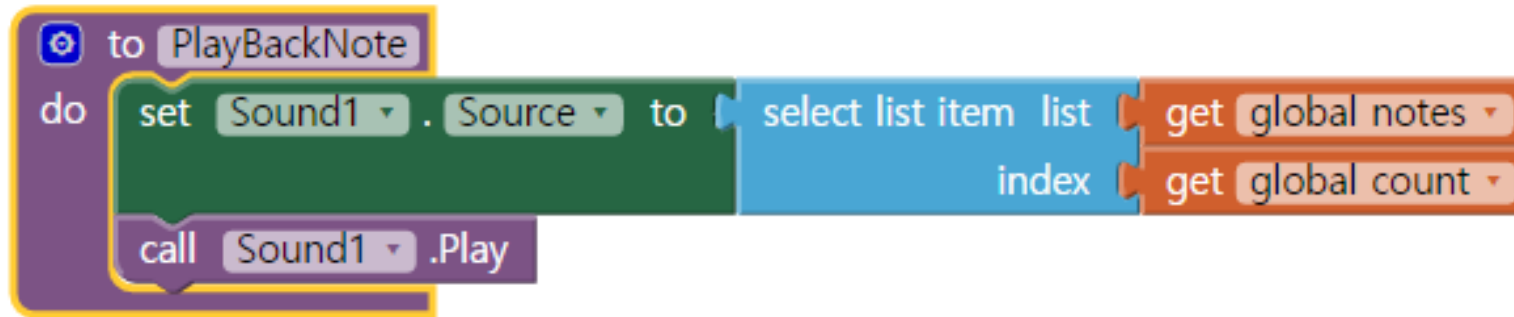 to PlayBackNote
do set Sound1 . Source to select list item list get global notes
index get global count
call Sound1 .Play